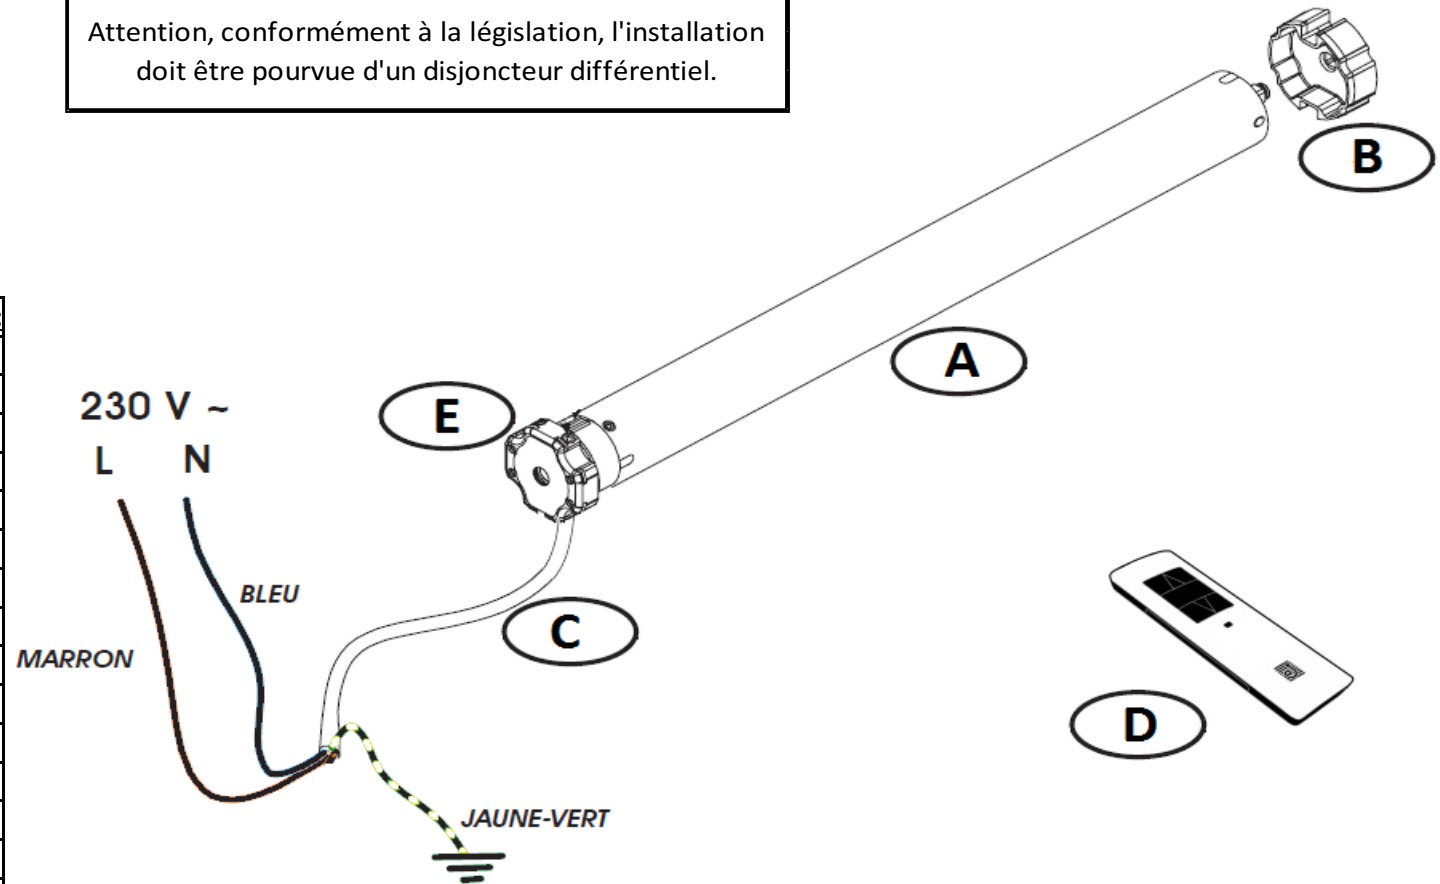 Attention, conformément à la législation, l'installation
doit être pourvue d'un disjoncteur différentiel.
B
A
E
230 V ~
L N
BLEU
C
MARRON
D
JAUNE-VERT